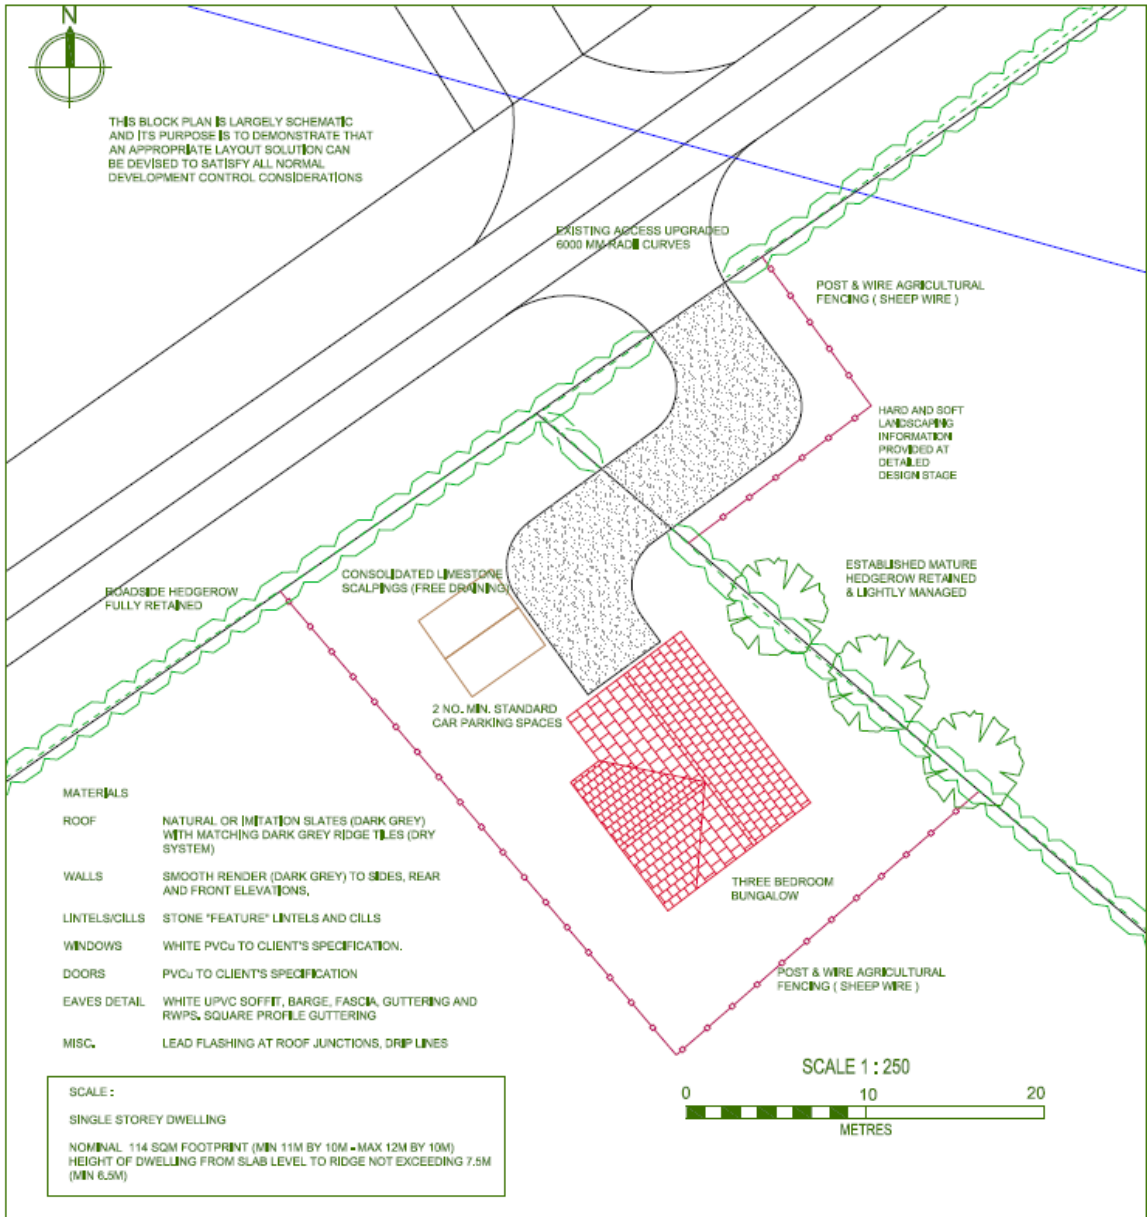 N
THIS BLOCK PLAN IS LARGELY SCHEMATIC
AND ITS PURPOSE IS TO DEMONSTRATE THAT
AN APPROPRIATE LAYOUT SOLUTION CAN
BE DEVISED TO SATISFY ALL NORMAL
DEVELOPMENT CONTROL CONSIDERATIONS
EXISTING ACCESS UPGRADED
6000 MM RADII CURVES
POST & WIRE AGRICULTURAL
FENCING ( SHEEP WIRE )
HARD AND SOFT
LANDSCAPING
INFORMATION
PROVIDED AT
DETAILED
DESIGN STAGE
ESTABLISHED MATURE
HEDGEROW RETAINED
& LIGHTLY MANAGED
CONSOLIDATED LIMESTONE
SCALPINGS (FREE DRAINING)
ROADSIDE HEDGEROW
FULLY RETAINED
2 NO. MIN. STANDARD
CAR PARKING SPACES
THREE BEDROOM
BUNGALOW
POST & WIRE AGRICULTURAL
FENCING ( SHEEP WIRE )
MATERIALS
ROOF NATURAL OR IMITATION SLATES (DARK GREY)
WITH MATCHING DARK GREY RIDGE TILES (DRY
SYSTEM)
WALLS SMOOTH RENDER (DARK GREY) TO SIDES, REAR
AND FRONT ELEVATIONS,
LINTELS/CILLS STONE "FEATURE" LINTELS AND CILLS
WINDOWS WHITE PVCu TO CLIENT'S SPECIFICATION.
DOORS PVCu TO CLIENT'S SPECIFICATION
EAVES DETAIL WHITE UPVC SOFFIT, BARGE, FASCIA, GUTTERING AND
RWPS. SQUARE PROFILE GUTTERING
MISC. LEAD FLASHING AT ROOF JUNCTIONS, DRIP LINES
SCALE 1 : 250
0 10 20
METRES
SCALE :
SINGLE STOREY DWELLING
NOMINAL 114 SQM FOOTPRINT (MIN 11M BY 10M - MAX 12M BY 10M)
HEIGHT OF DWELLING FROM SLAB LEVEL TO RIDGE NOT EXCEEDING 7.5M
(MIN 6.5M)